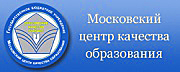 Московский
центр качества
образования